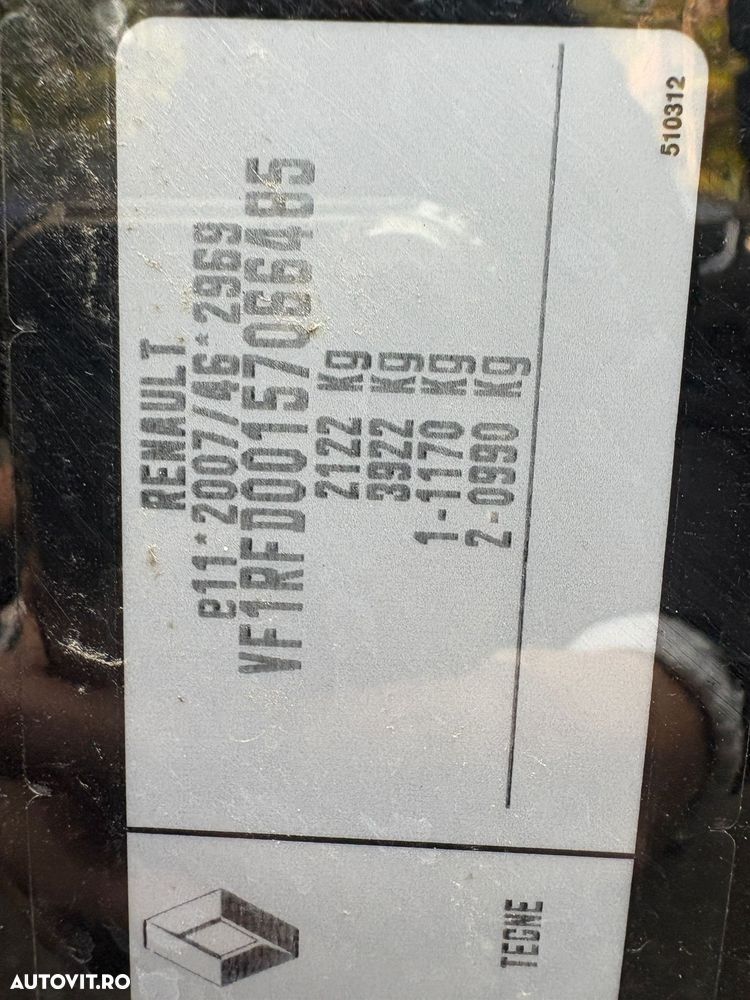 RENAULT
e11*2007/46*2969
VF1RFD00157066485
2122 Kg
3922 Kg
1-1170 Kg
2-0990 Kg
510312
TECNE
AUTOVIT.RO